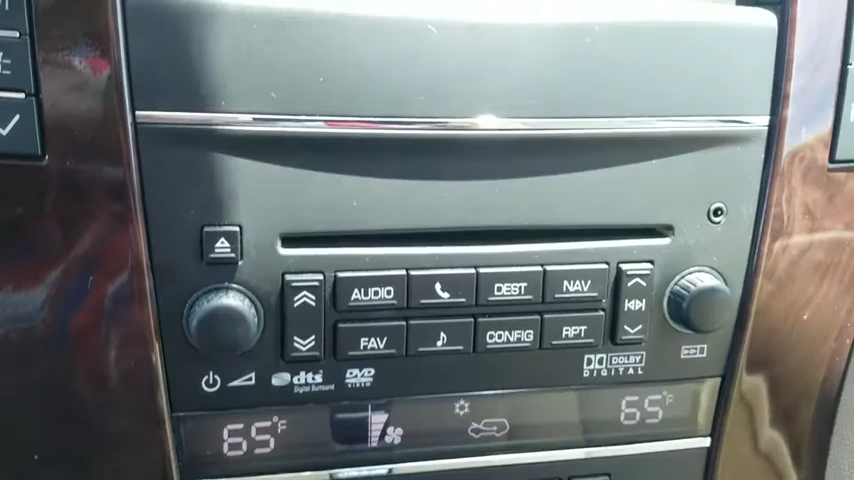 AUDIO DEST NAV
FAV CONFIG RPT
dts DVD DOLBY
Digital Surround VIDEO DIGITAL
65°F 65°F